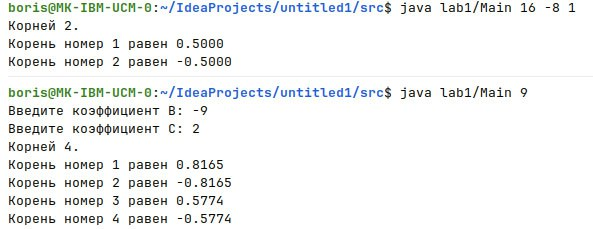 boris@MK-IBM-UCM-0:~/IdeaProjects/untitled1/src$ java lab1/Main 16 -8 1
Корней 2.
Корень номер 1 равен 0.5000
Корень номер 2 равен -0.5000
boris@MK-IBM-UCM-0:~/IdeaProjects/untitled1/src$ java lab1/Main 9
Введите коэффициент B: -9
Введите коэффициент C: 2
Корней 4.
Корень номер 1 равен 0.8165
Корень номер 2 равен -0.8165
Корень номер 3 равен 0.5774
Корень номер 4 равен -0.5774